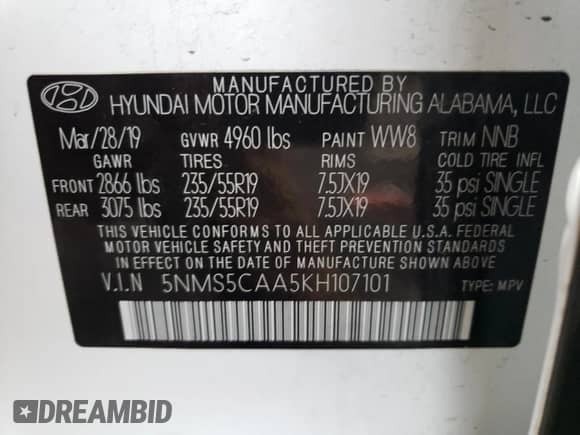 MANUFACTURED BY
HYUNDAI MOTOR MANUFACTURING ALABAMA, LLC
Mar/28/19 GVWR 4960 lbs PAINT WW8 TRIM NNB
GAWR TIRES RIMS COLD TIRE INFL
FRONT 2866 lbs 235/55R19 7.5JX19 35 psi SINGLE
REAR 3075 lbs 235/55R19 7.5JX19 35 psi SINGLE
THIS VEHICLE CONFORMS TO ALL APPLICABLE U.S.A. FEDERAL
MOTOR VEHICLE SAFETY AND THEFT PREVENTION STANDARDS
IN EFFECT ON THE DATE OF MANUFACTURE SHOWN ABOVE.
V.I.N 5NMS5CAA5KH107101 TYPE: MPV
DREAMBID